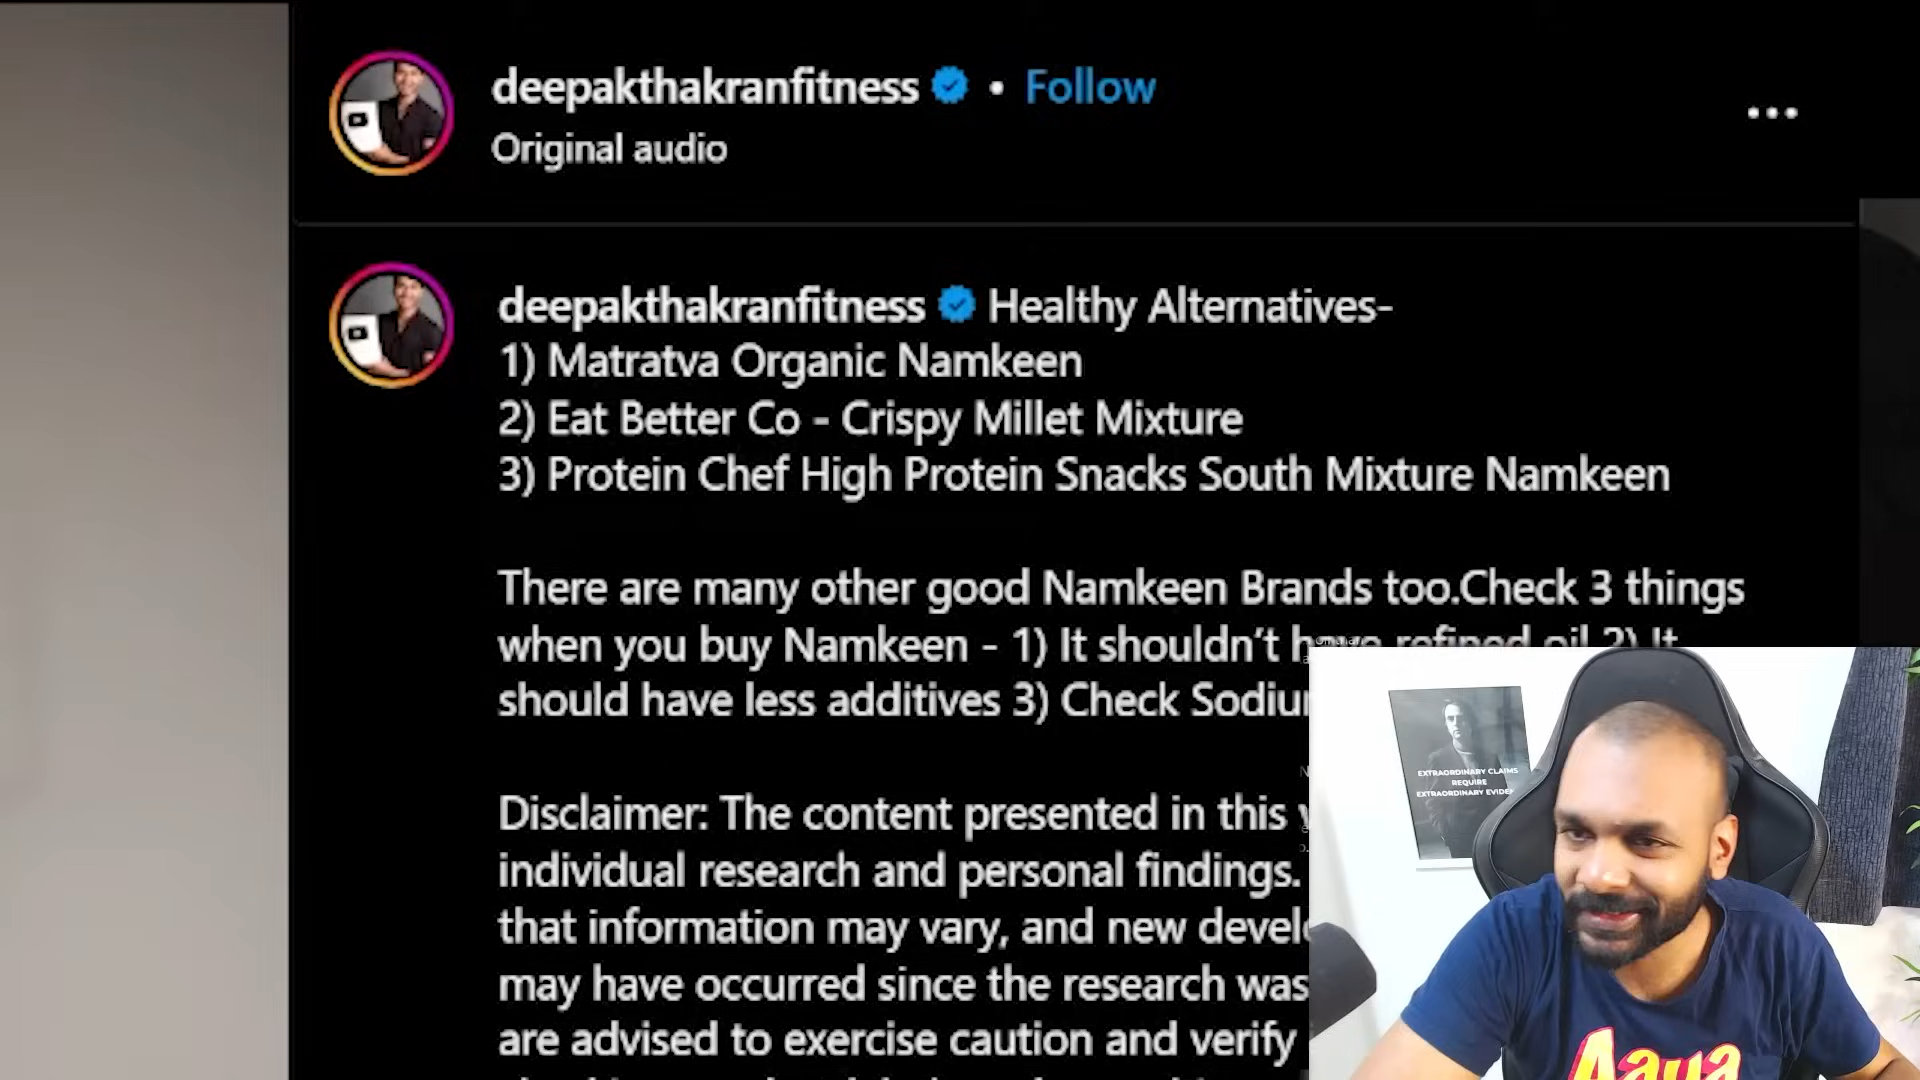 deepakthakranfitness • Follow
Original audio
...
deepakthakranfitness Healthy Alternatives-
1) Matratva Organic Namkeen
2) Eat Better Co - Crispy Millet Mixture
3) Protein Chef High Protein Snacks South Mixture Namkeen
There are many other good Namkeen Brands too.Check 3 things
when you buy Namkeen - 1) It shouldn't have refined oil 2) It
should have less additives 3) Check
Disclaimer: The content presented in this
individual research and personal findings.
that information may vary, and new
may have occurred since the research was
are advised to exercise caution and verify
EXTRAORDINARY CLAIMS
REQUIRE
EXTRAORDINARY